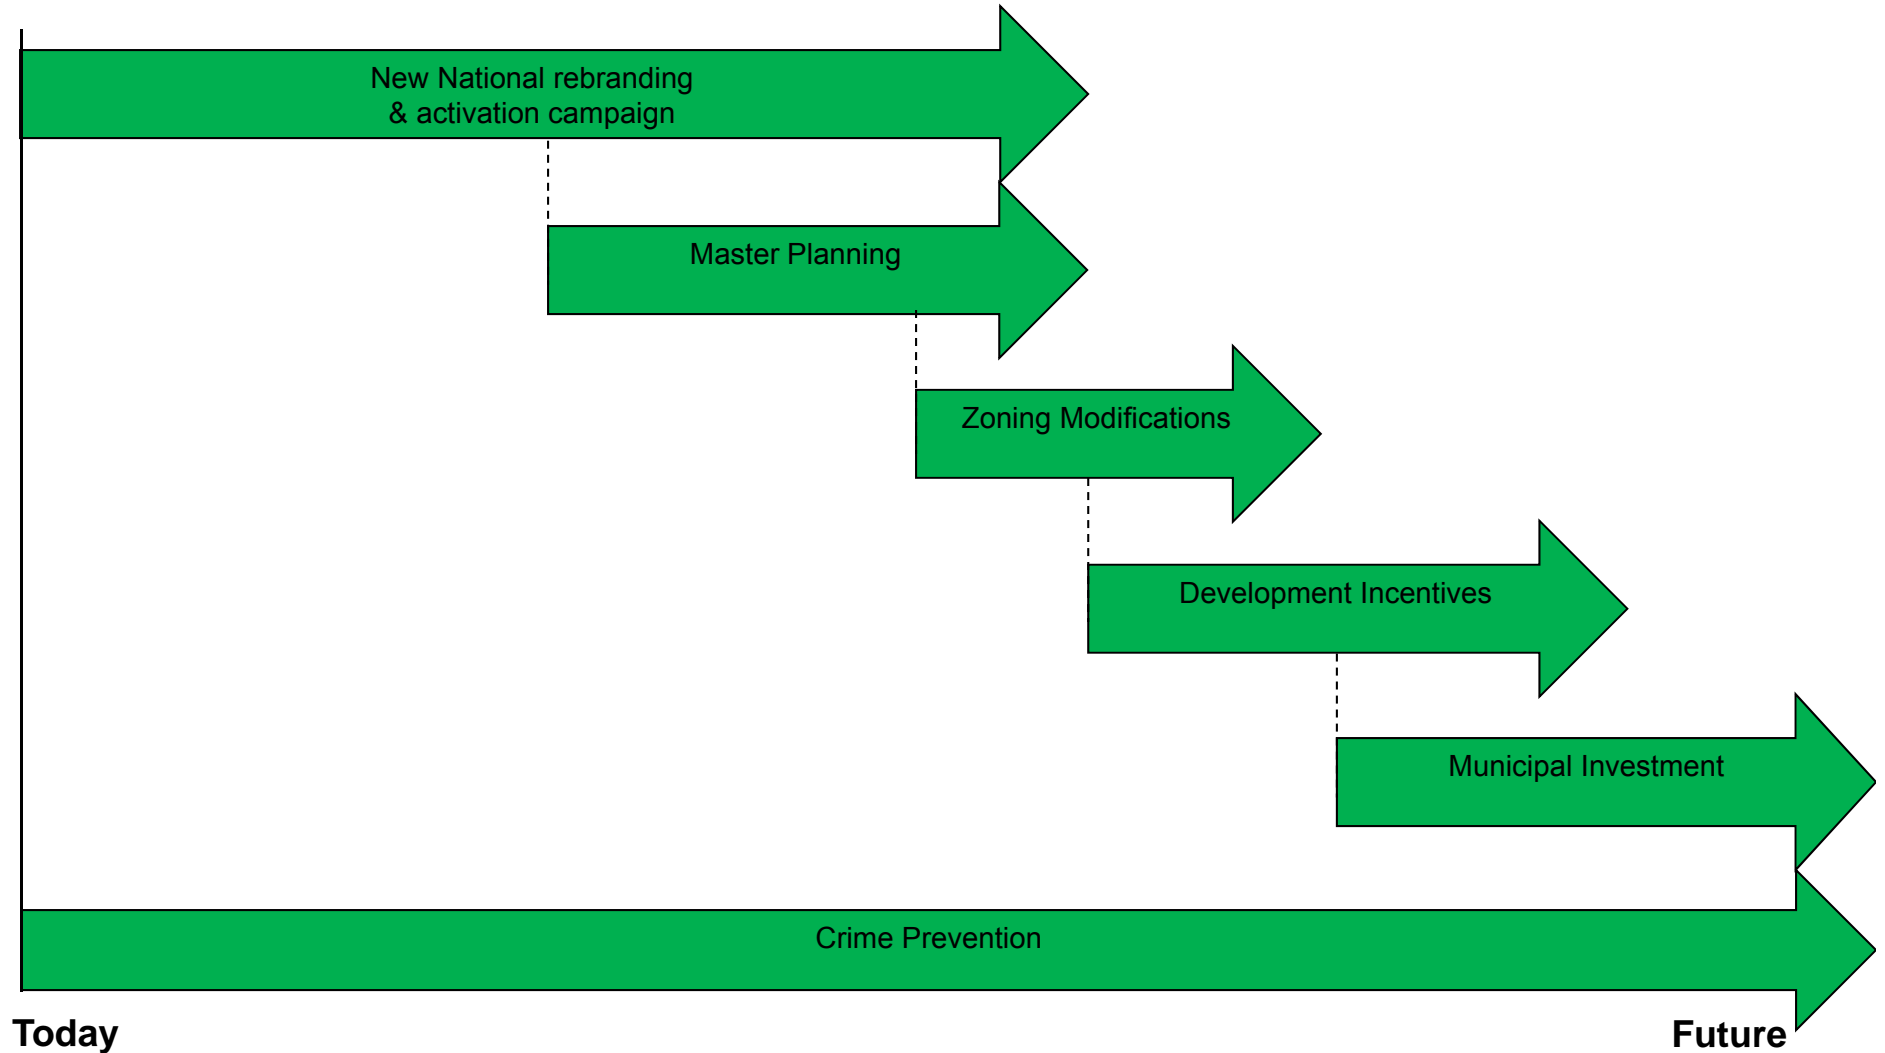 New National rebranding
& activation campaign
Master Planning
Zoning Modifications
Development Incentives
Municipal Investment
Crime Prevention
Today
Future